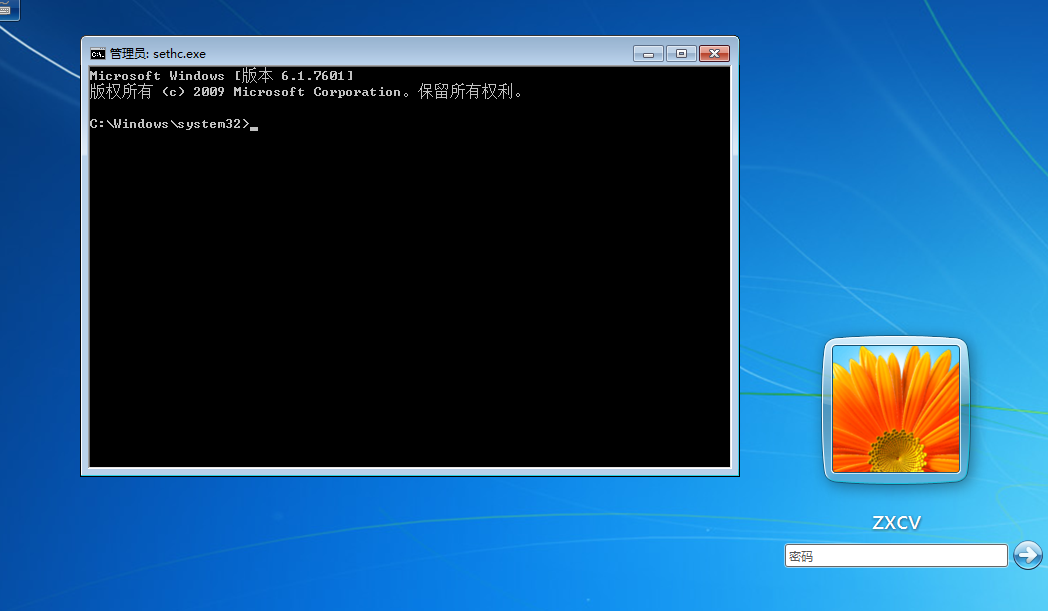 管理员: sethc.exe
Microsoft Windows [版本 6.1.7601]
版权所有 (c) 2009 Microsoft Corporation。保留所有权利。
C:\Windows\system32>
ZXCV
密码